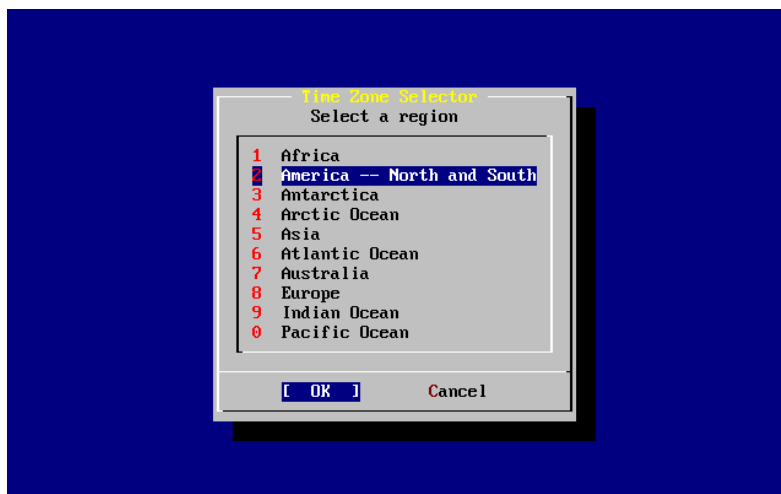 Time Zone Selector
Select a region
1 Africa
2 America -- North and South
3 Antarctica
4 Arctic Ocean
5 Asia
6 Atlantic Ocean
7 Australia
8 Europe
9 Indian Ocean
0 Pacific Ocean
[ OK ] Cancel